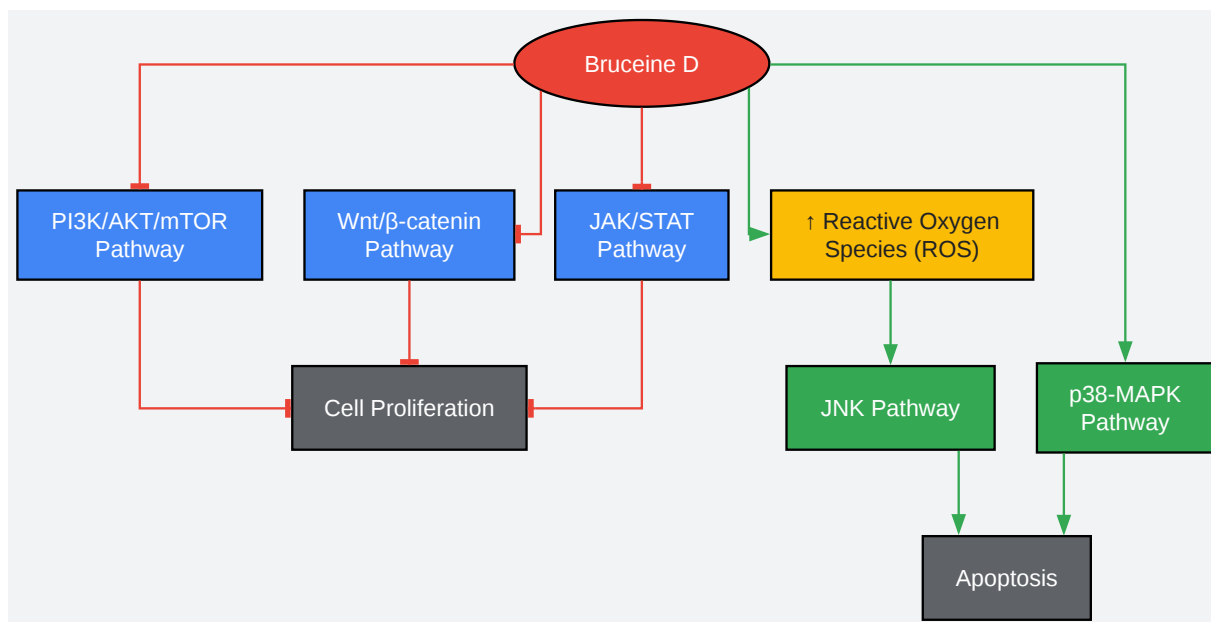 Bruceine D
PI3K/AKT/mTOR
Pathway
Wnt/β-catenin
Pathway
JAK/STAT
Pathway
↑ Reactive Oxygen
Species (ROS)
Cell Proliferation
JNK Pathway
p38-MAPK
Pathway
Apoptosis